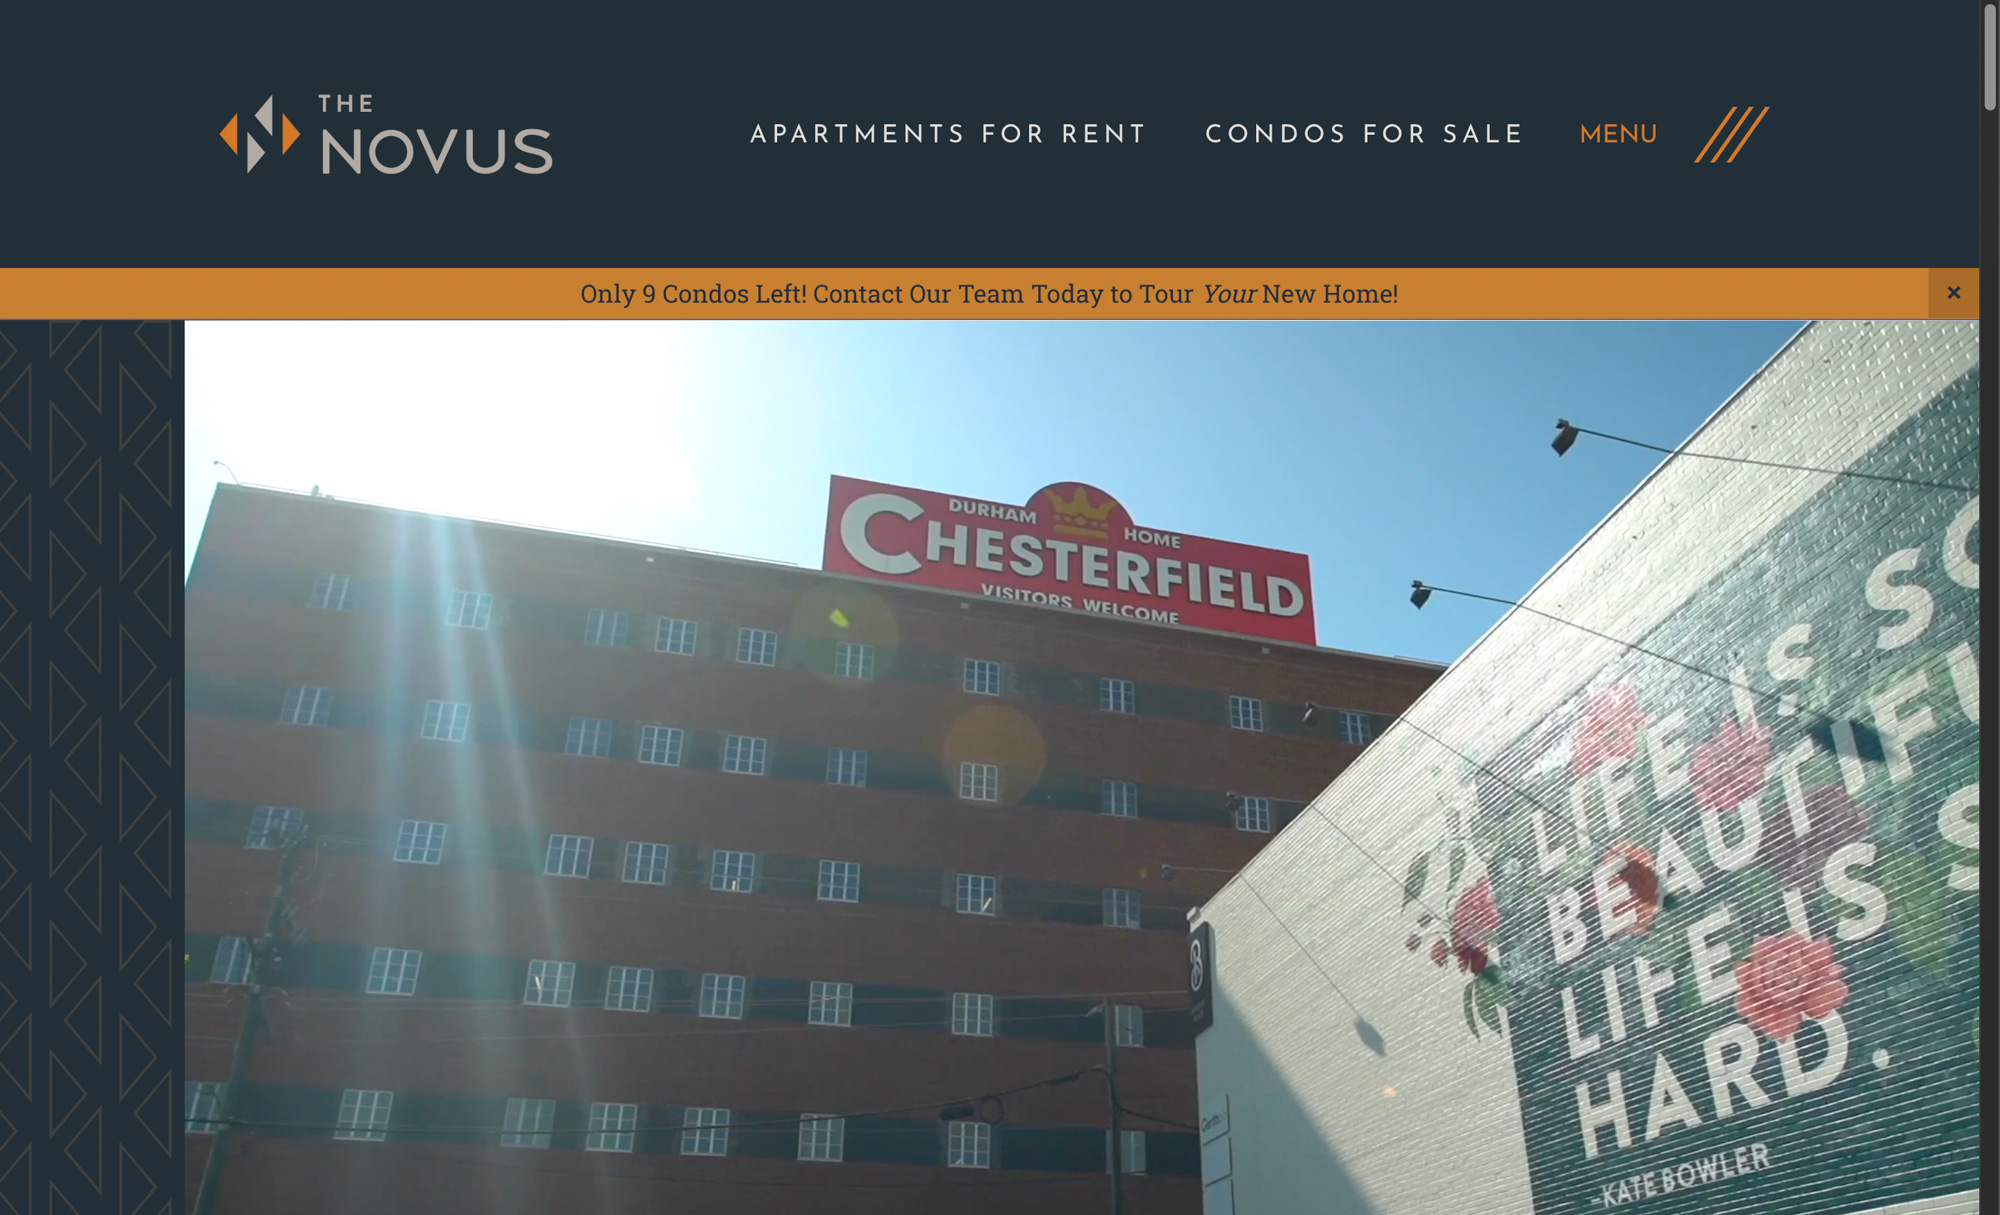 THE
NOVUS
APARTMENTS FOR RENT
CONDOS FOR SALE
MENU
Only 9 Condos Left! Contact Our Team Today to Tour Your New Home!
×
DURHAM
HOME
CHESTERFIELD
VISITORS WELCOME
LIFE IS SO
BEAUTIFU
LIFE IS S
HARD.
-KATE BOWLER
B